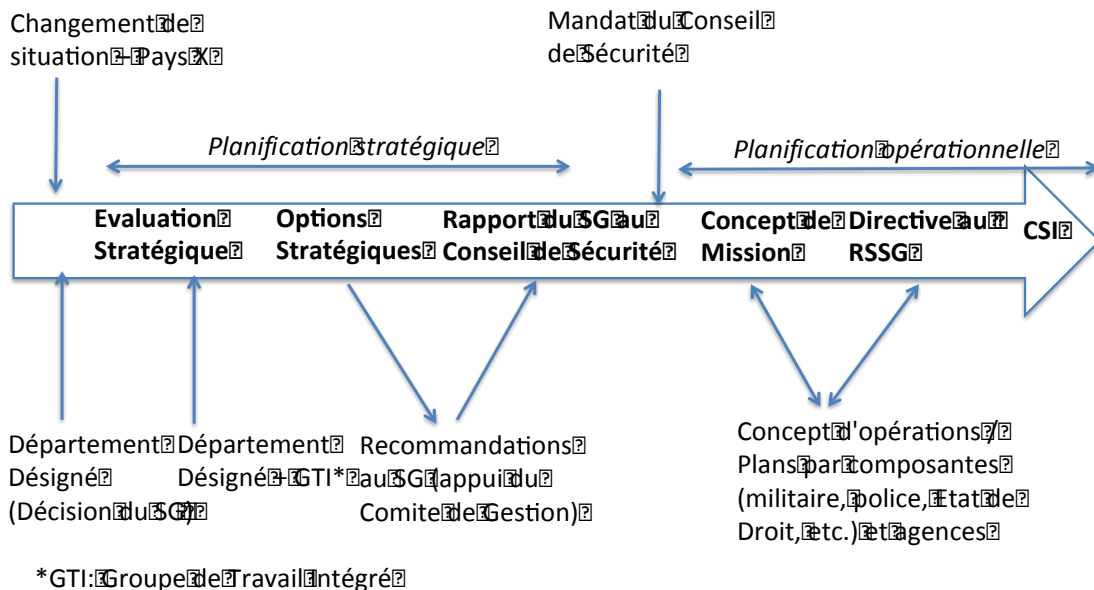 Changement de
situation – Pays X
Mandat du Conseil
de Sécurité
Planification stratégique
Planification opérationnelle
Evaluation
Stratégique
Options
Stratégiques
Rapport du SG au
Conseil de Sécurité
Concept de
Mission
Directive au
RSSG
CSI
Département
Désigné
(Décision du SG)
Département
Désigné – GTI*
Recommandations
au SG (appui du
Comite de Gestion)
Concept d'opérations /
Plans par composantes
(militaire, police, Etat de
Droit, etc.) et agences
*GTI: Groupe de Travail Intégré